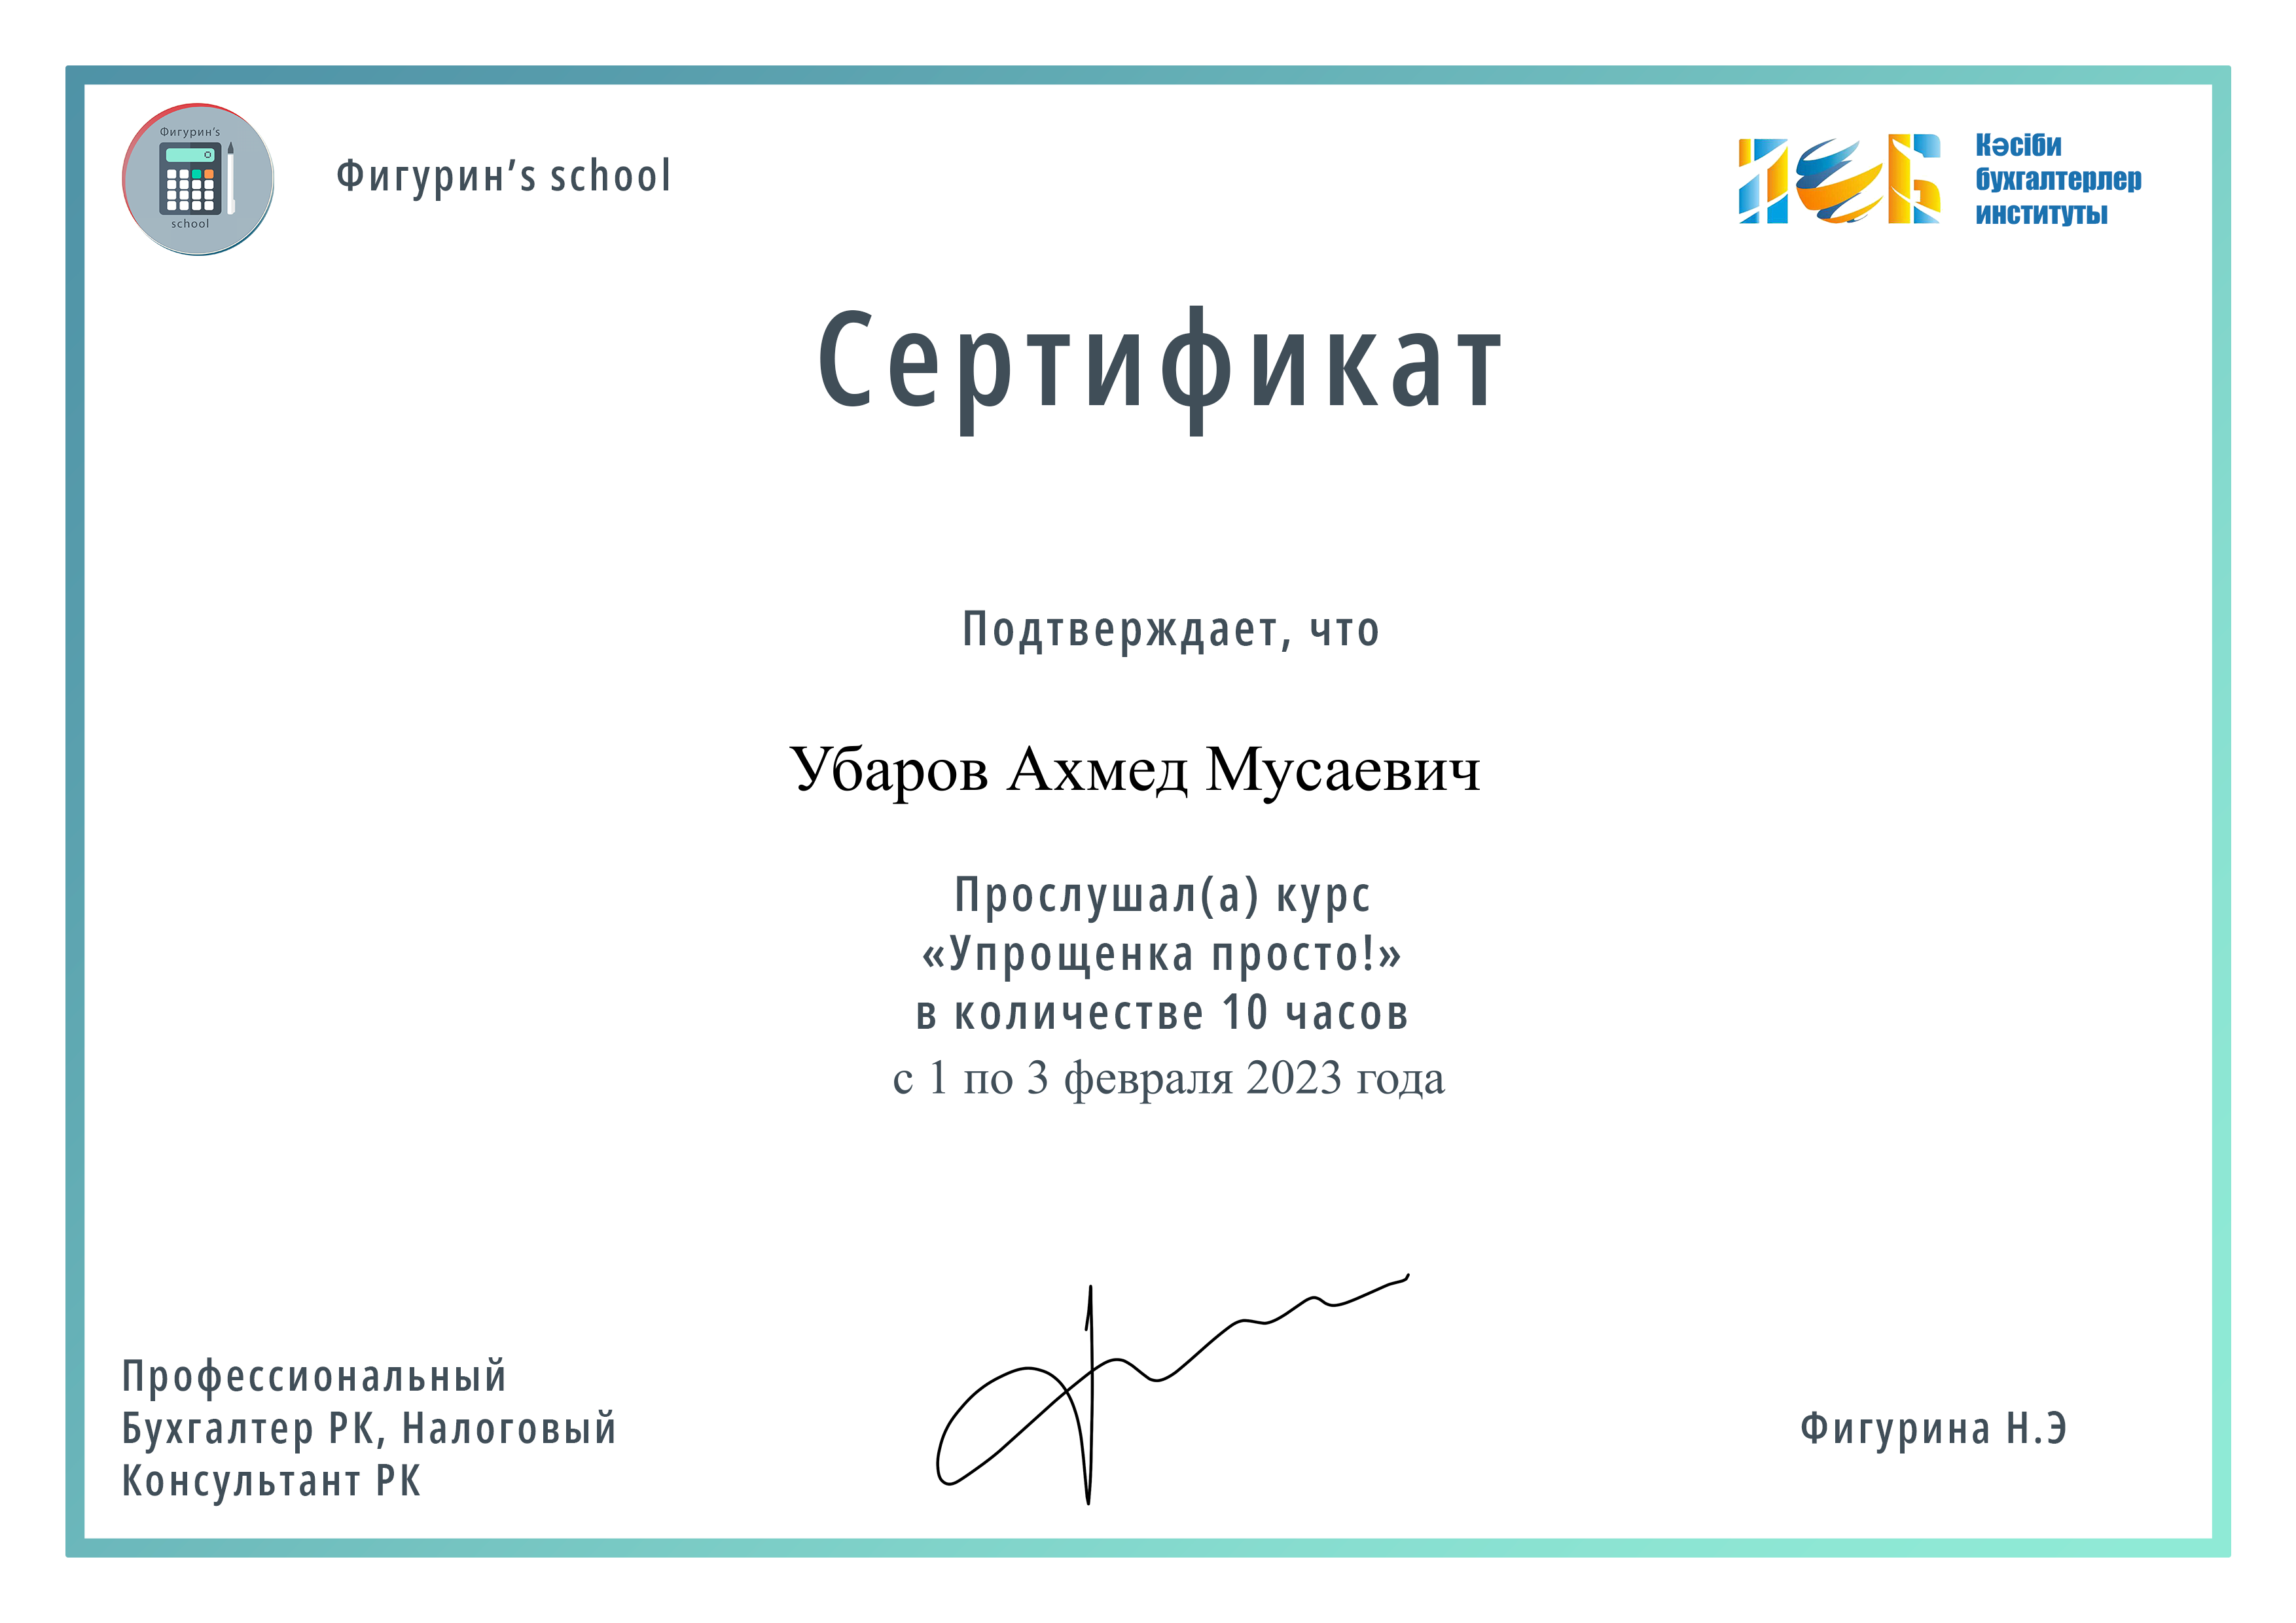 Фигурин’s
school
Фигурин’s school
Кәсіби
бухгалтерлер
институты
Сертификат
Подтверждает, что
Убаров Ахмед Мусаевич
Прослушал(а) курс
«Упрощенка просто!»
в количестве 10 часов
с 1 по 3 февраля 2023 года
Профессиональный
Бухгалтер РК, Налоговый
Консультант РК
Фигурина Н.Э